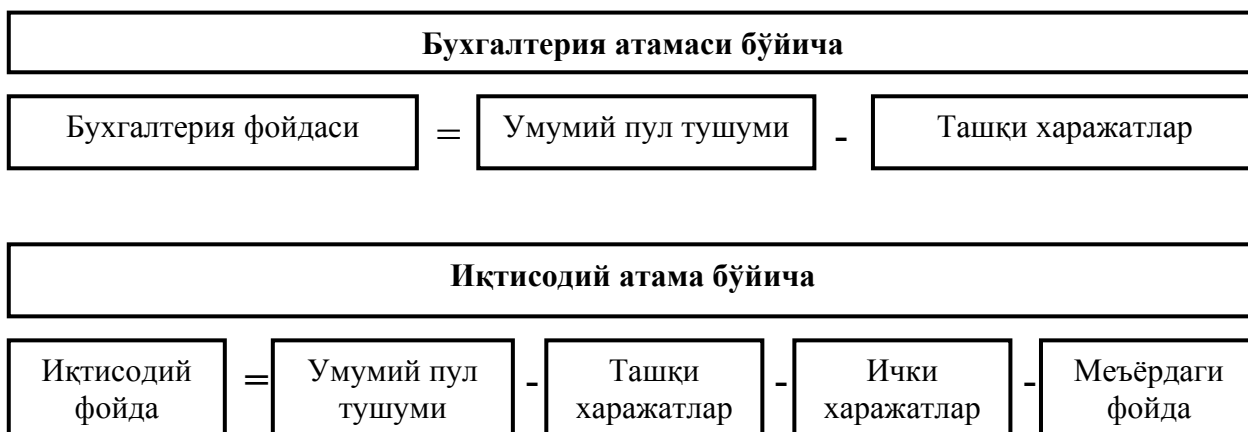 Бухгалтерия атамаси бўйича
Бухгалтерия фойдаси = Умумий пул тушуми - Ташқи харажатлар
Иқтисодий атама бўйича
Иқтисодий фойда = Умумий пул тушуми - Ташқи харажатлар - Ички харажатлар - Меъёрдаги фойда